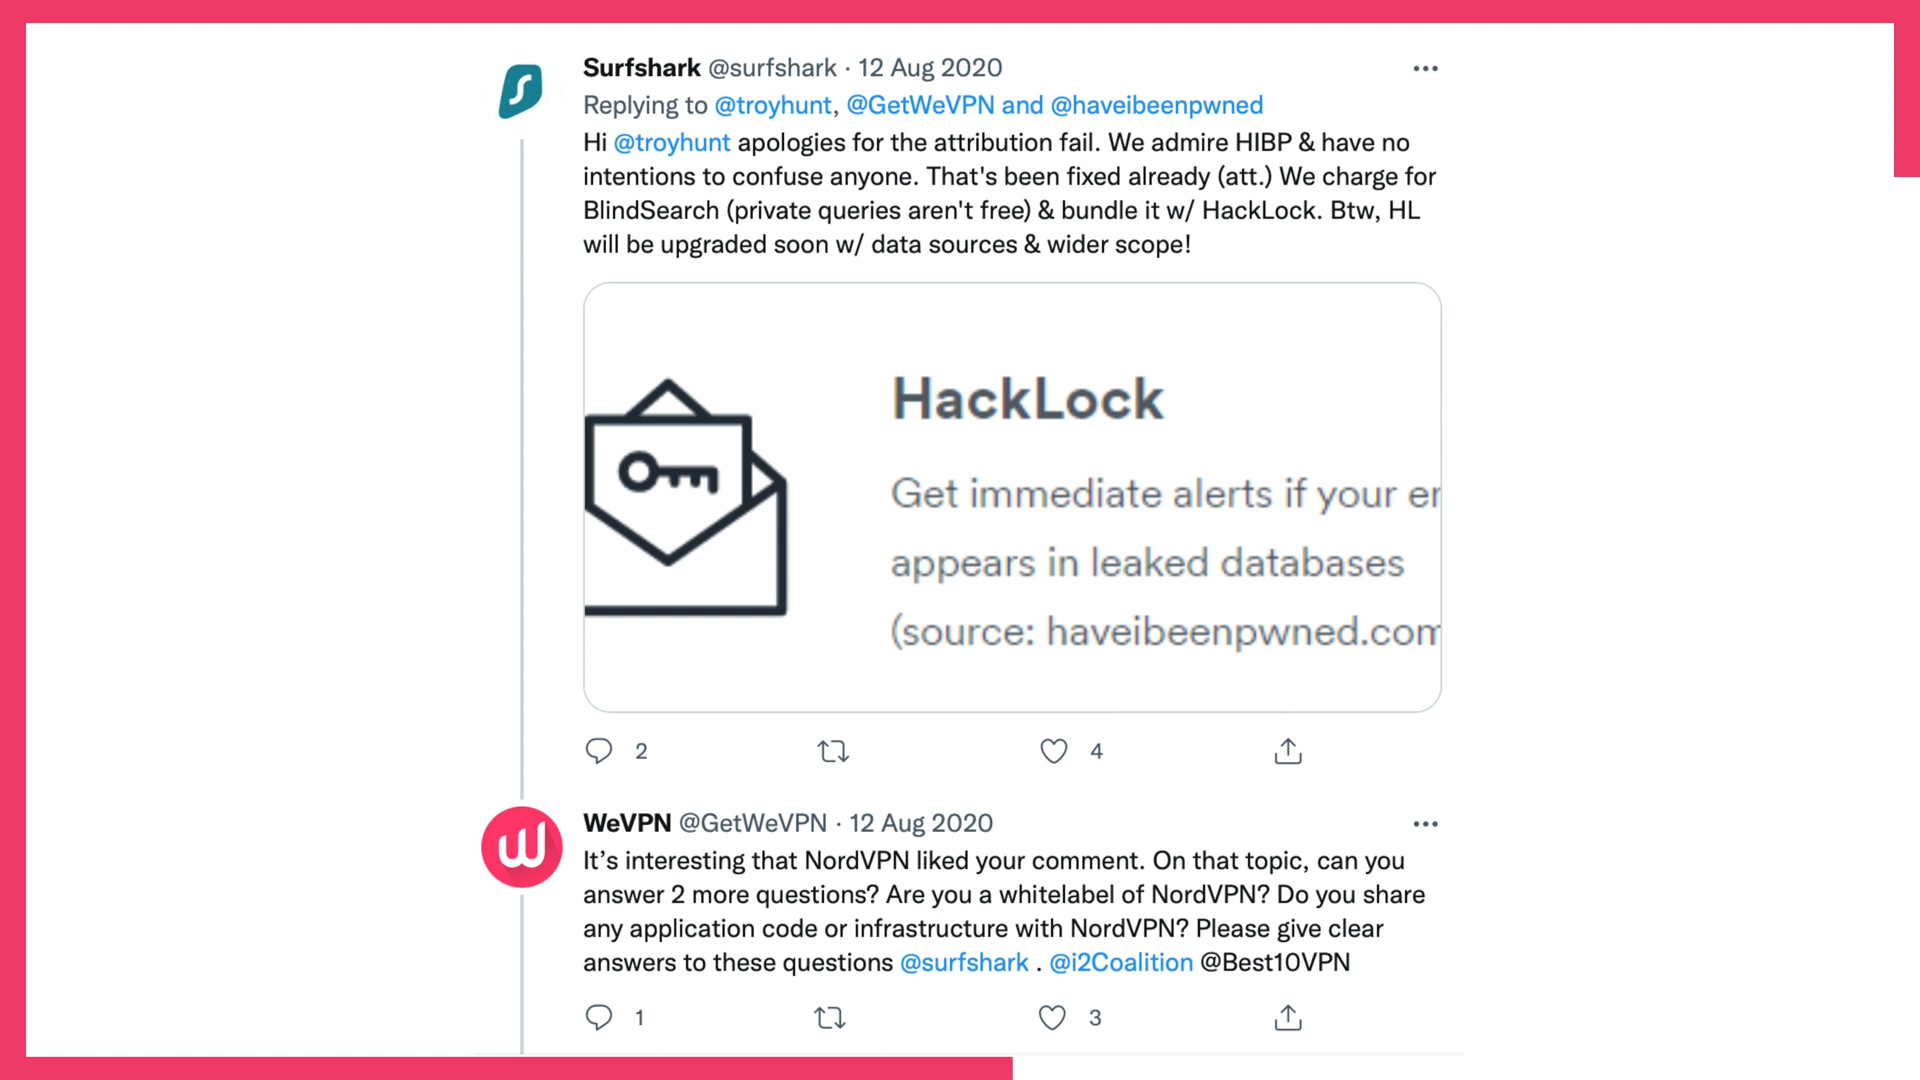 Surfshark @surfshark · 12 Aug 2020
Replying to @troyhunt, @GetWeVPN and @haveibeenpwned
Hi @troyhunt apologies for the attribution fail. We admire HIBP & have no
intentions to confuse anyone. That's been fixed already (att.) We charge for
BlindSearch (private queries aren't free) & bundle it w/ HackLock. Btw, HL
will be upgraded soon w/ data sources & wider scope!
HackLock
Get immediate alerts if your
appears in leaked databases
(source: haveibeenpwned.com
2
4
WeVPN @GetWeVPN · 12 Aug 2020
It’s interesting that NordVPN liked your comment. On that topic, can you
answer 2 more questions? Are you a whitelabel of NordVPN? Do you share
any application code or infrastructure with NordVPN? Please give clear
answers to these questions @surfshark . @i2Coalition @Best10VPN
1
3